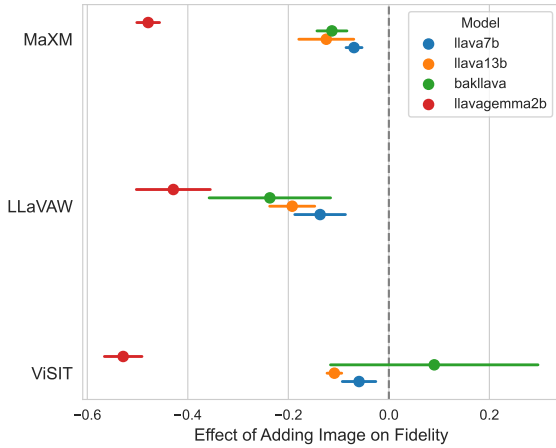 MaXM
LLaVAW
ViSIT
Model
llava7b
llava13b
bakllava
llavagemma2b
−0.6 −0.4 −0.2 0.0 0.2
Effect of Adding Image on Fidelity